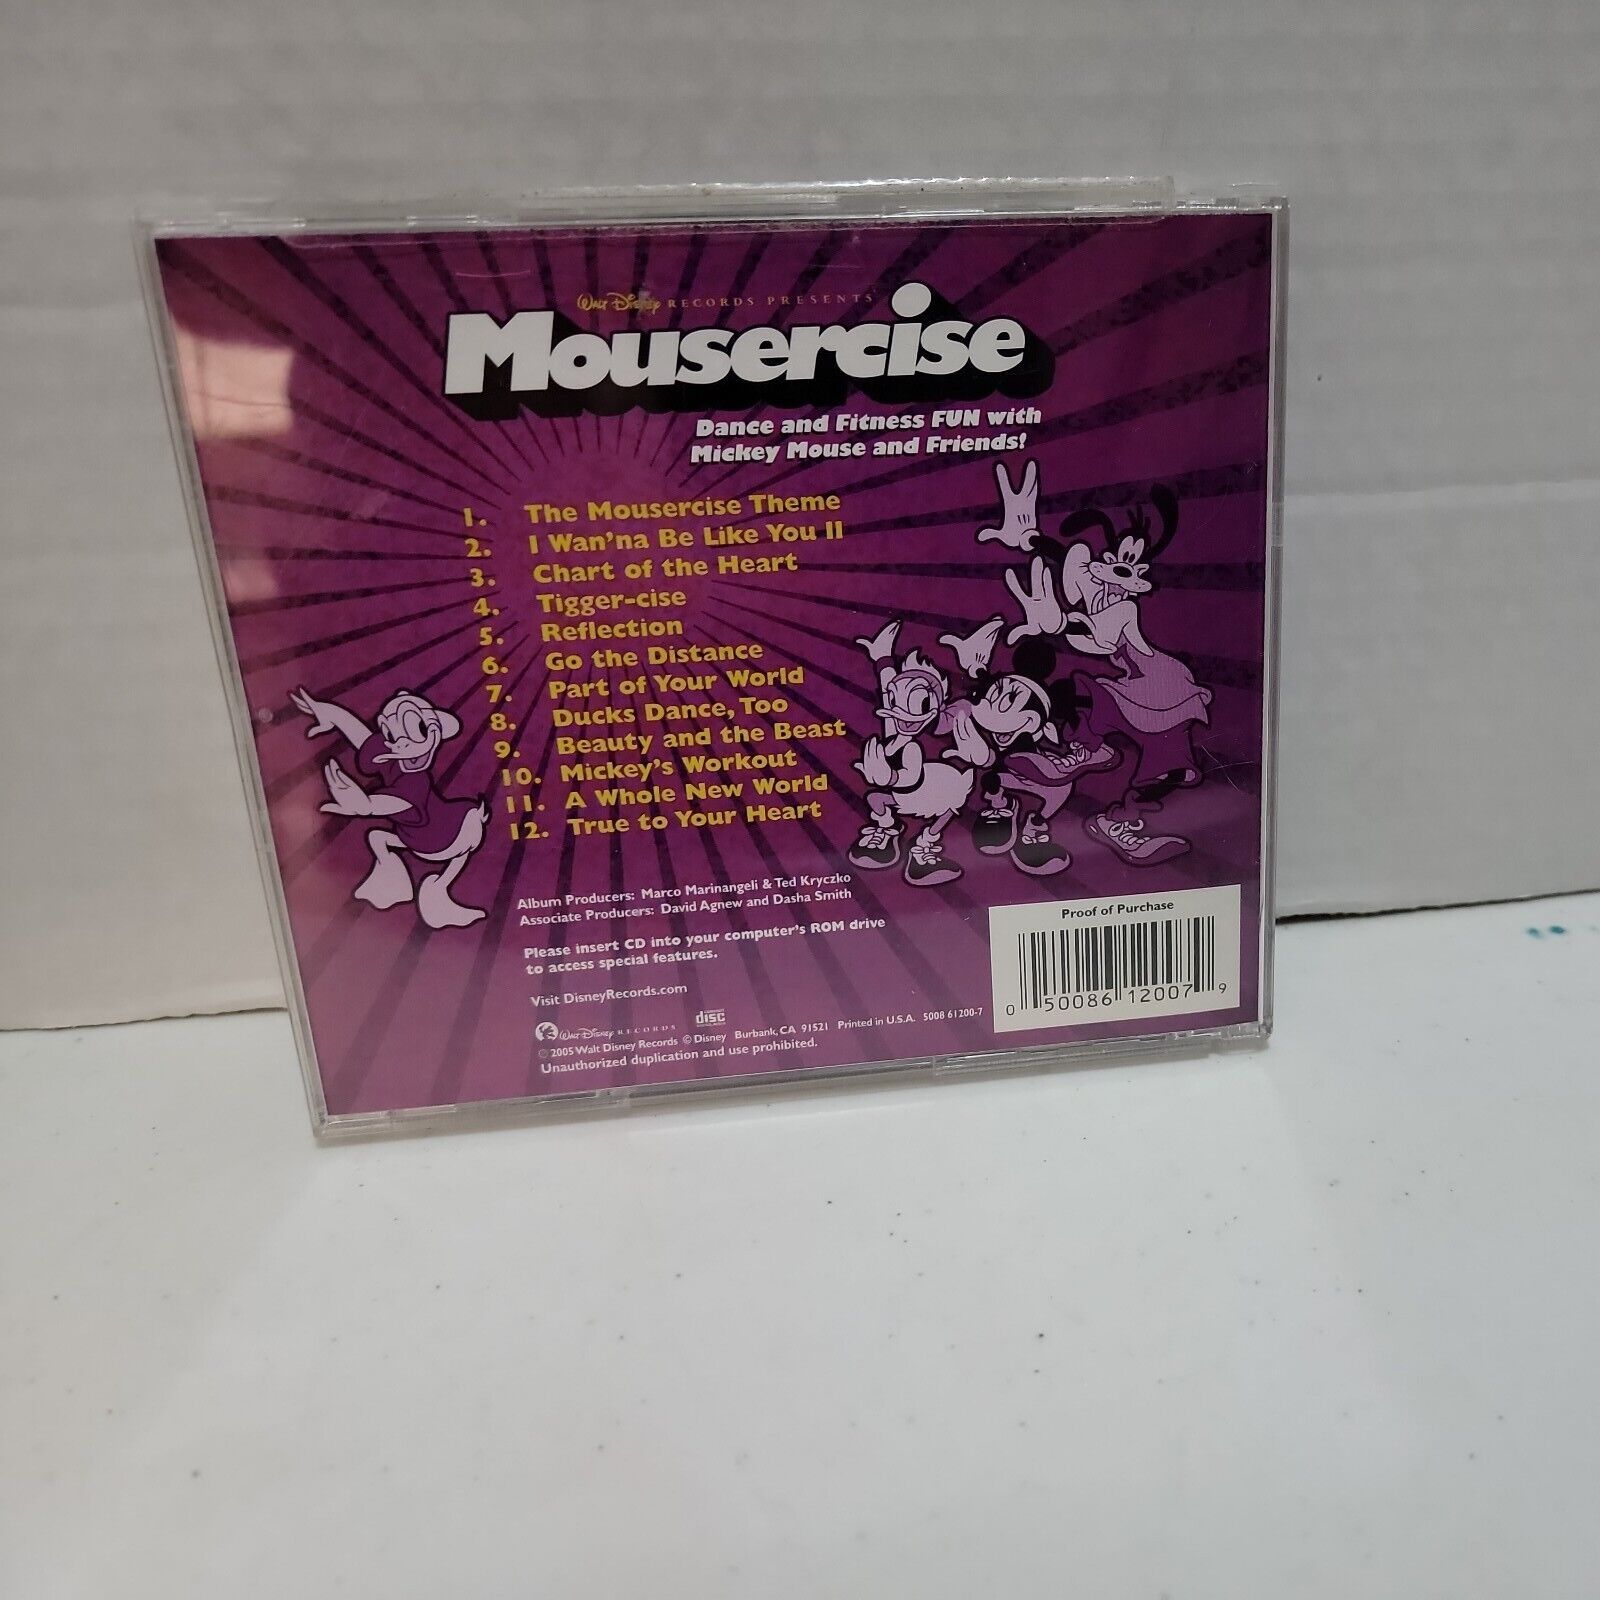 Walt Disney RECORDS PRESENTS
Mousercise
Dance and Fitness FUN with
Mickey Mouse and Friends!
1. The Mousercise Theme
2. I Wan'na Be Like You II
3. Chart of the Heart
4. Tigger-cise
5. Reflection
6. Go the Distance
7. Part of Your World
8. Ducks Dance, Too
9. Beauty and the Beast
10. Mickey's Workout
11. A Whole New World
12. True to Your Heart
Album Producers: Marco Marinangeli & Ted Kryczko
Associate Producers: David Agnew and Dasha Smith
Please insert CD into your computer's ROM drive
to access special features.
Visit DisneyRecords.com
Walt Disney RECORDS disc Burbank, CA 91521 Printed in U.S.A. 5008 61200-7
℗ 2005 Walt Disney Records © Disney
Unauthorized duplication and use prohibited.
Proof of Purchase
0 50086 12007 9